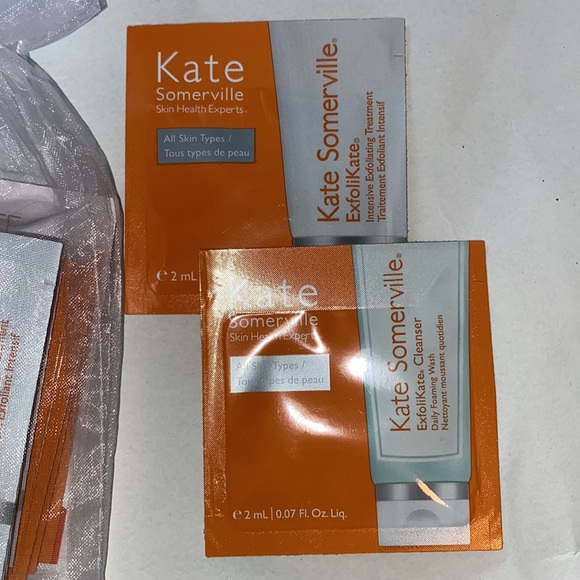 Kate
Somerville
Skin Health Experts®
All Skin Types /
Tous types de peau
℮ 2 mL
Kate Somerville®
ExfoliKate®
Intensive Exfoliating Treatment
Traitement Exfoliant Intensif
Kate
Somerville
Skin Health Experts
All Skin Types /
Tous types de peau
℮ 2 mL | 0.07 Fl. Oz. Liq.
Kate Somerville®
ExfoliKate® Cleanser
Daily Foaming Wash
Nettoyant moussant quotidien
Exfoliant Intensif